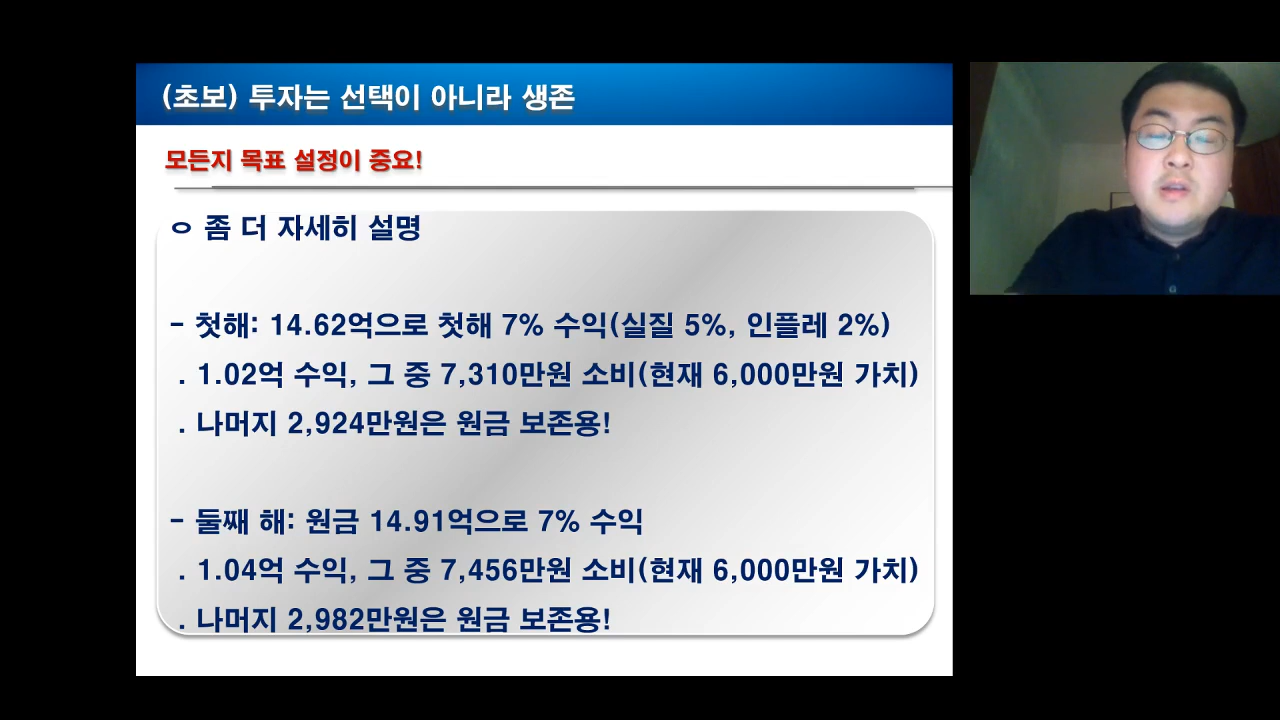 (초보) 투자는 선택이 아니라 생존
모든지 목표 설정이 중요!
ㅇ 좀 더 자세히 설명
- 첫해: 14.62억으로 첫해 7% 수익(실질 5%, 인플레 2%)
. 1.02억 수익, 그 중 7,310만원 소비(현재 6,000만원 가치)
. 나머지 2,924만원은 원금 보존용!
- 둘째 해: 원금 14.91억으로 7% 수익
. 1.04억 수익, 그 중 7,456만원 소비(현재 6,000만원 가치)
. 나머지 2,982만원은 원금 보존용!